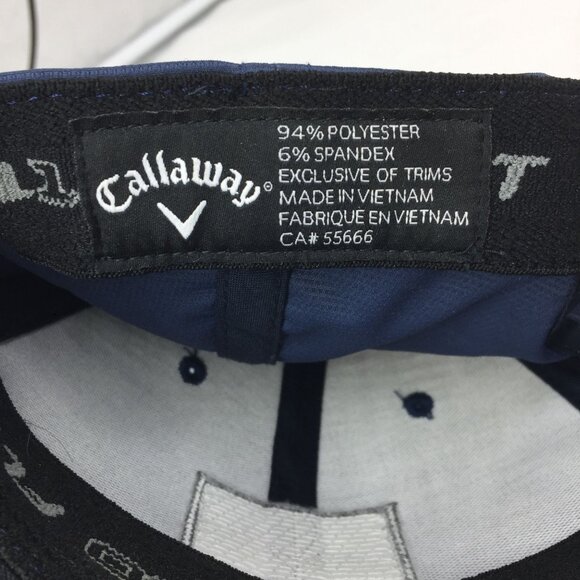 Callaway®
94% POLYESTER
6% SPANDEX
EXCLUSIVE OF TRIMS
MADE IN VIETNAM
FABRIQUE EN VIETNAM
CA# 55666
T